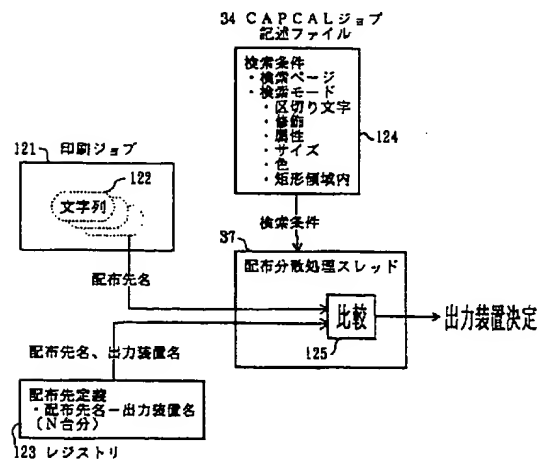 34 CAPCALジョブ
記述ファイル
検索条件
・検索ページ
・検索モード
・区切り文字
・修飾
・属性
・サイズ
・色
・矩形領域内
124
121 印刷ジョブ
122
文字列
検索条件
37
配布分散処理スレッド
配布先名
比較
125
出力装置決定
配布先名、出力装置名
配布先定義
・配布先名－出力装置名
(N台分)
123 レジストリ